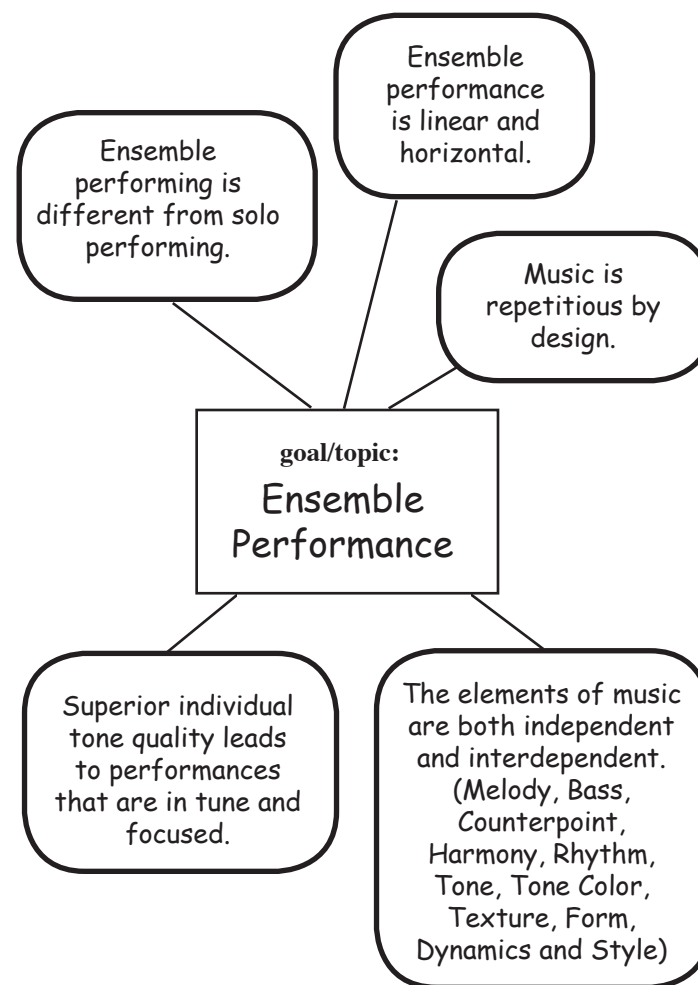 Ensemble
performance
is linear and
horizontal.
Ensemble
performing is
different from solo
performing.
Music is
repetitious by
design.
goal/topic:
Ensemble
Performance
Superior individual
tone quality leads
to performances
that are in tune and
focused.
The elements of music
are both independent
and interdependent.
(Melody, Bass,
Counterpoint,
Harmony, Rhythm,
Tone, Tone Color,
Texture, Form,
Dynamics and Style)